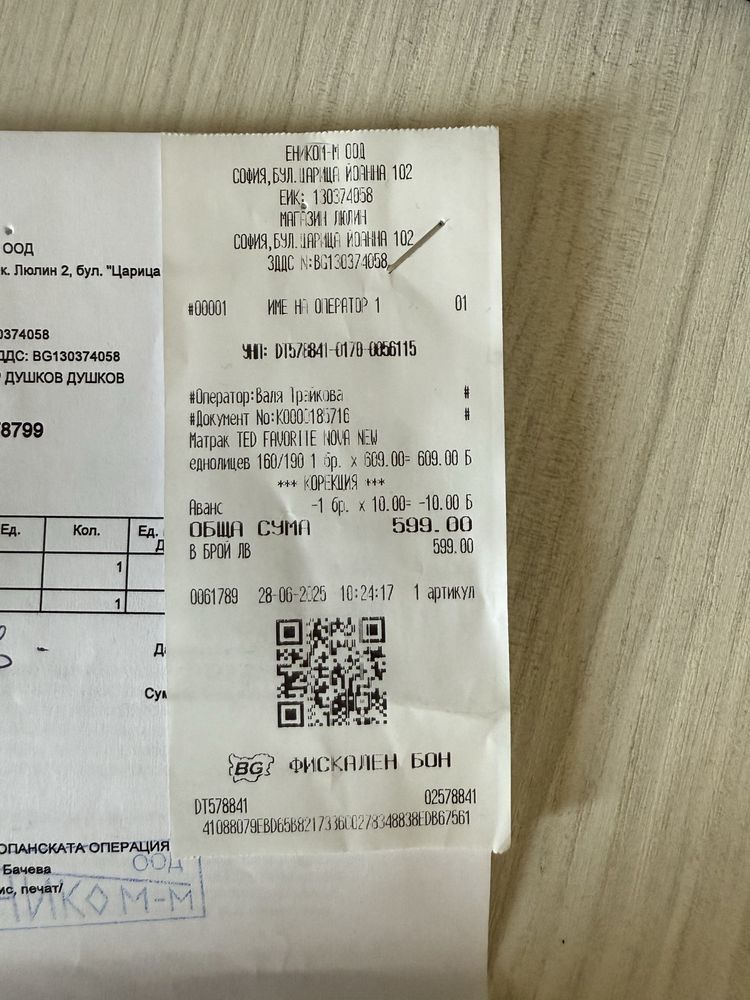 ООД
к. Люлин 2, бул. "Царица
0374058
ДДС: BG130374058
ДУШКОВ ДУШКОВ
8799
Ед.
Кол.
Ед.
1
1
Сум
ОПАНСКАТА ОПЕРАЦИЯ
Бачева
ис, печат/
ООД
НИКОМ-М
ЕНИКОМ-М ООД
СОФИЯ,БУЛ.ЦАРИЦА ЙОАННА 102
ЕИК: 130374058
МАГАЗИН ЛЮЛИН
СОФИЯ,БУЛ.ЦАРИЦА ЙОАННА 102
ЗДДС N:BG130374058
#00001 ИМЕ НА ОПЕРАТОР 1 01
УНП: DT578841-0170-0056115
#Оператор:Валя Трайкова #
#Документ No:K0000185716 #
Матрак TED FAVORITE NOVA NEW
еднолицев 160/190 1 бр. x 609.00= 609.00 Б
*** КОРЕКЦИЯ ***
Аванс -1 бр. x 10.00= -10.00 Б
ОБЩА СУМА 599.00
В БРОЙ ЛВ 599.00
0061789 28-06-2025 10:24:17 1 артикул
BG ФИСКАЛЕН БОН
DT578841 02578841